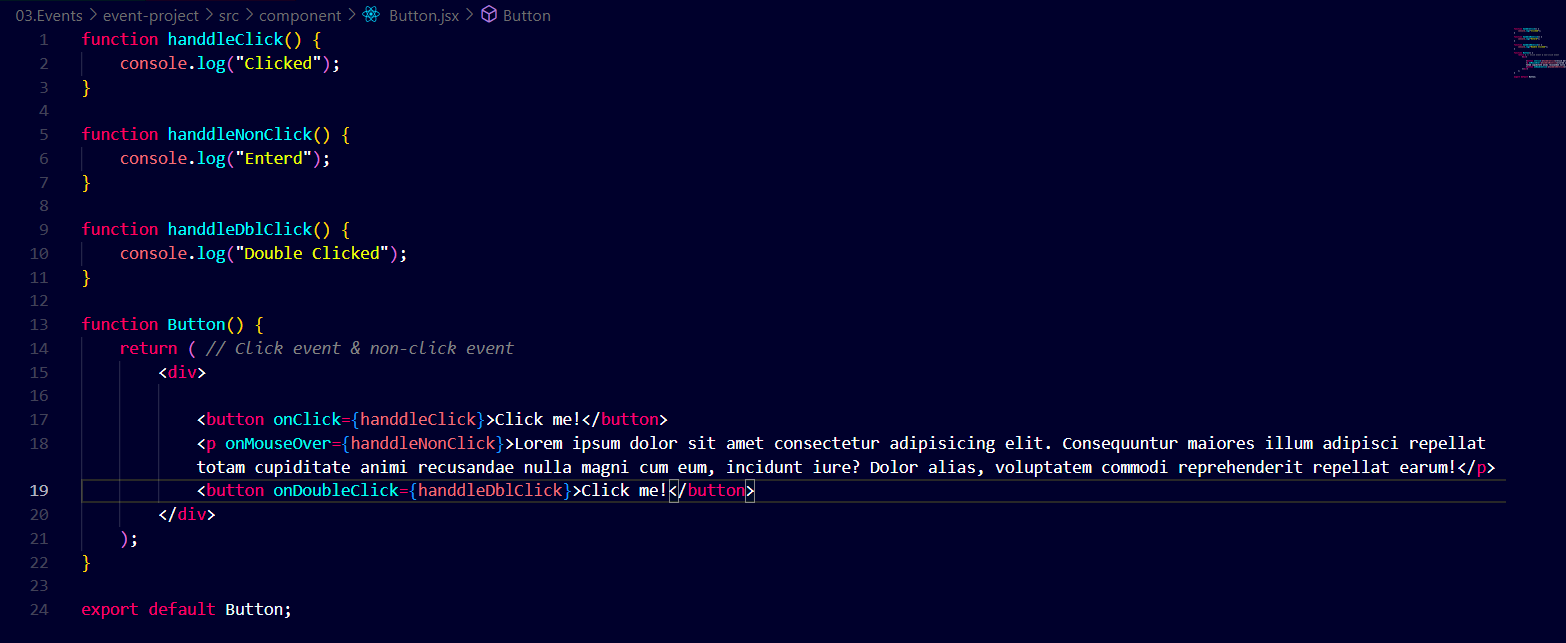 03.Events > event-project > src > component > Button.jsx > Button
1 function handdleClick() {
2 console.log("Clicked");
3 }
4
5 function handdleNonClick() {
6 console.log("Enterd");
7 }
8
9 function handdleDblClick() {
10 console.log("Double Clicked");
11 }
12
13 function Button() {
14 return ( // Click event & non-click event
15 <div>
16
17 <button onClick={handdleClick}>Click me!</button>
18 <p onMouseOver={handdleNonClick}>Lorem ipsum dolor sit amet consectetur adipisicing elit. Consequuntur maiores illum adipisci repellat
totam cupiditate animi recusandae nulla magni cum eum, incidunt iure? Dolor alias, voluptatem commodi reprehenderit repellat earum!</p>
19 <button onDoubleClick={handdleDblClick}>Click me!</button>
20 </div>
21 );
22 }
23
24 export default Button;